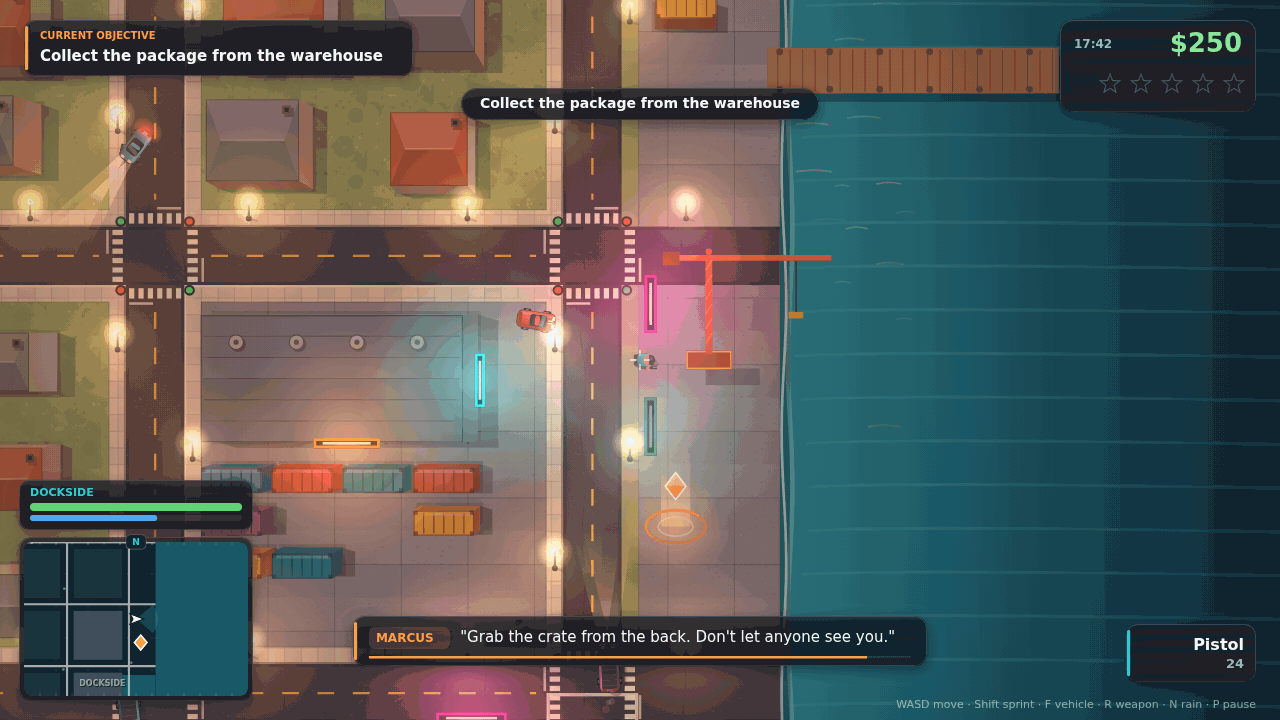 CURRENT OBJECTIVE
Collect the package from the warehouse
17:42
$250
Collect the package from the warehouse
DOCKSIDE
N
DOCKSIDE
MARCUS
"Grab the crate from the back. Don't let anyone see you."
Pistol
24
WASD move · Shift sprint · F vehicle · R weapon · N rain · P pause